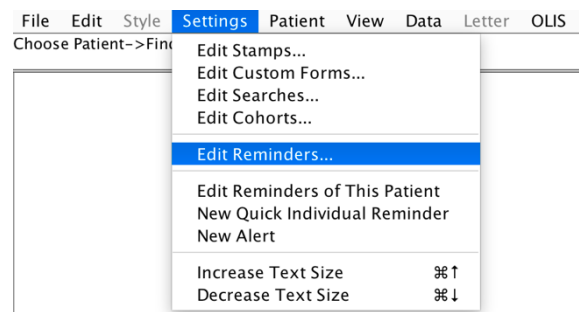 File Edit Style Settings Patient View Data Letter OLIS
Choose Patient->Find
Edit Stamps...
Edit Custom Forms...
Edit Searches...
Edit Cohorts...
Edit Reminders...
Edit Reminders of This Patient
New Quick Individual Reminder
New Alert
Increase Text Size ⌘↑
Decrease Text Size ⌘↓